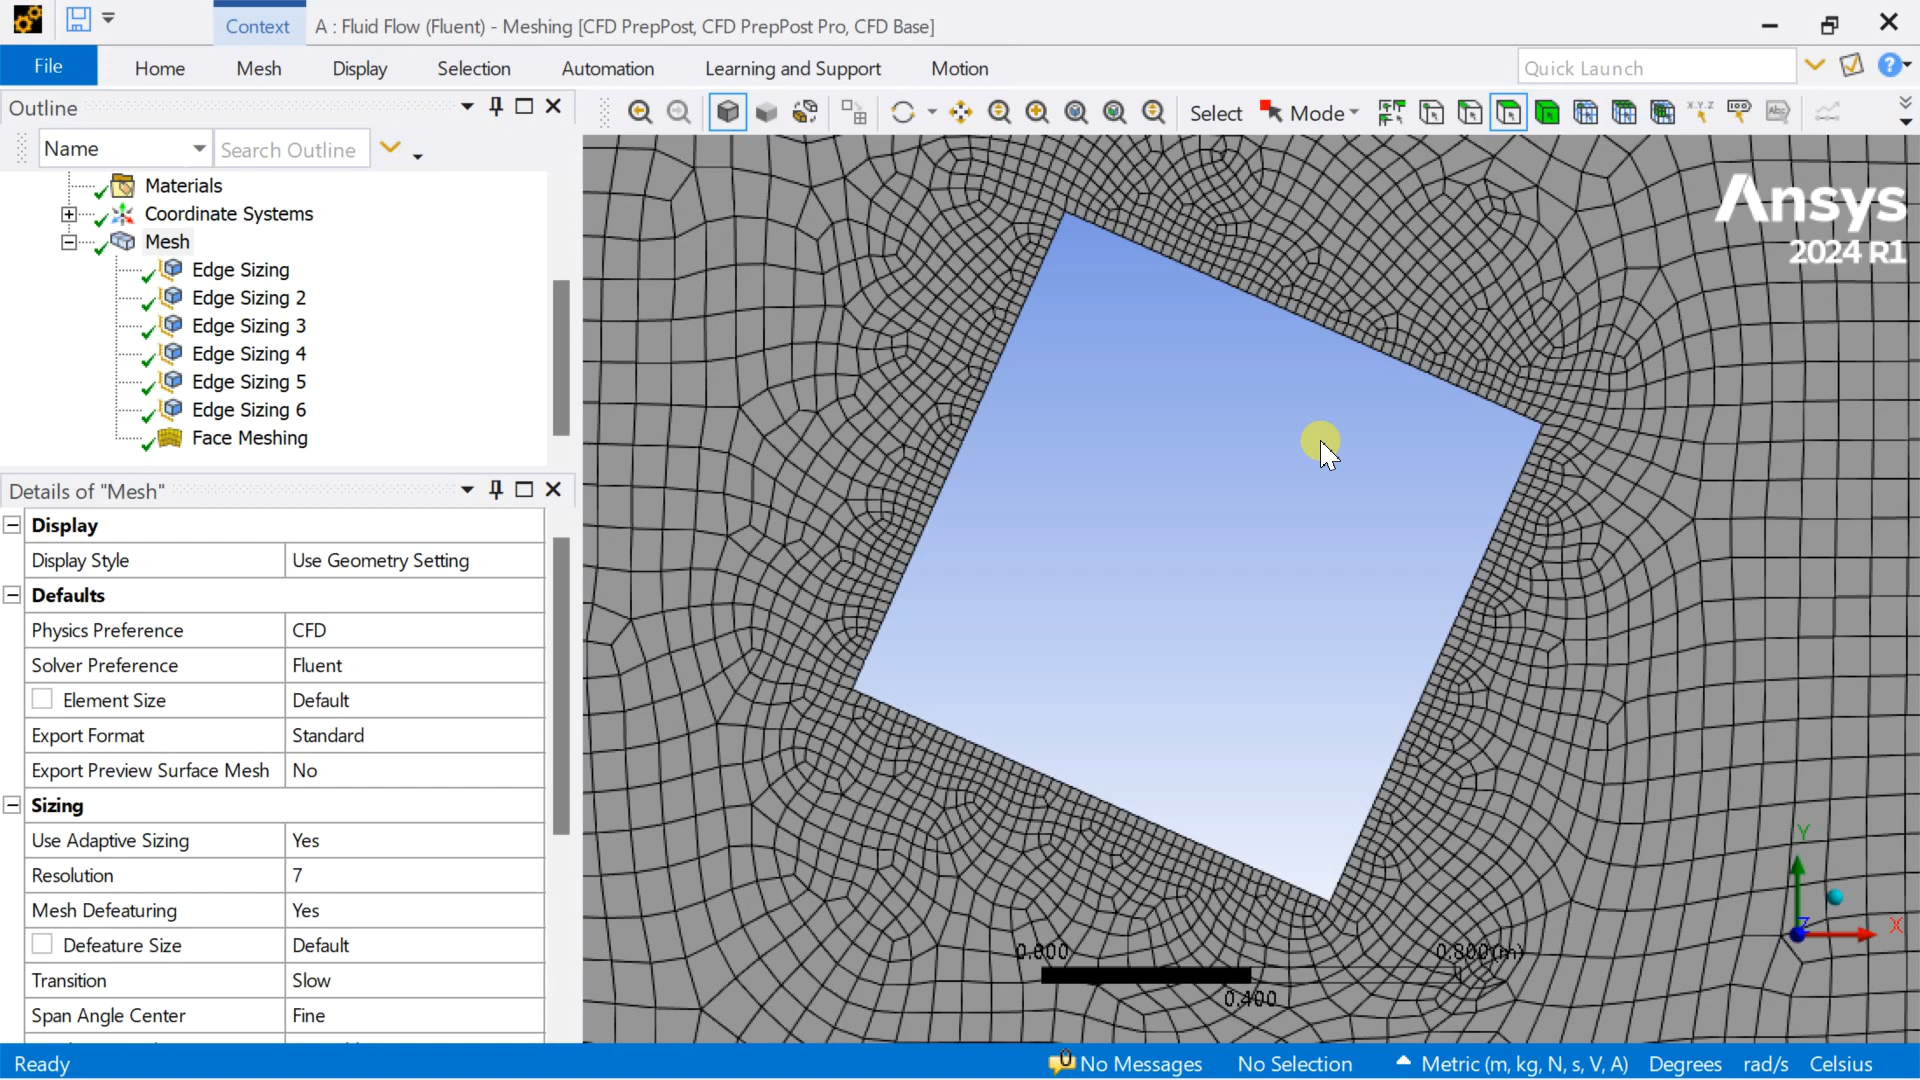 Context
A : Fluid Flow (Fluent) - Meshing [CFD PrepPost, CFD PrepPost Pro, CFD Base]
File
Home
Mesh
Display
Selection
Automation
Learning and Support
Motion
Quick Launch
Outline
Select
Mode
X.Y.Z
Name
Search Outline
Materials
Coordinate Systems
Mesh
Edge Sizing
Edge Sizing 2
Edge Sizing 3
Edge Sizing 4
Edge Sizing 5
Edge Sizing 6
Face Meshing
Details of "Mesh"
Display
Display Style Use Geometry Setting
Defaults
Physics Preference CFD
Solver Preference Fluent
Element Size Default
Export Format Standard
Export Preview Surface Mesh No
Sizing
Use Adaptive Sizing Yes
Resolution 7
Mesh Defeaturing Yes
Defeature Size Default
Transition Slow
Span Angle Center Fine
Ansys
2024 R1
Y
Z
X
0.000
0.800(m)
0.400
Ready
0 No Messages
No Selection
Metric (m, kg, N, s, V, A)
Degrees
rad/s
Celsius